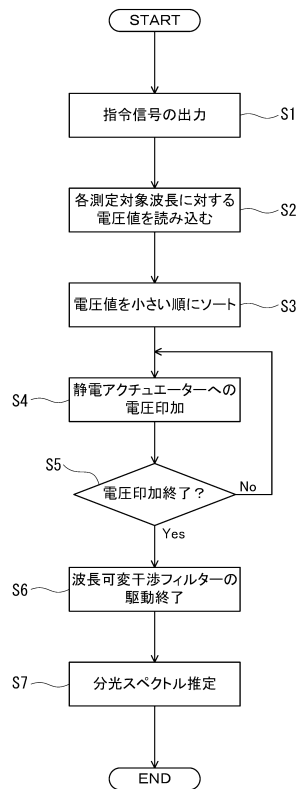 START
指令信号の出力
S1
各測定対象波長に対する
電圧値を読み込む
S2
電圧値を小さい順にソート
S3
S4
静電アクチュエーターへの
電圧印加
S5
電圧印加終了？
No
Yes
S6
波長可変干渉フィルターの
駆動終了
S7
分光スペクトル推定
END